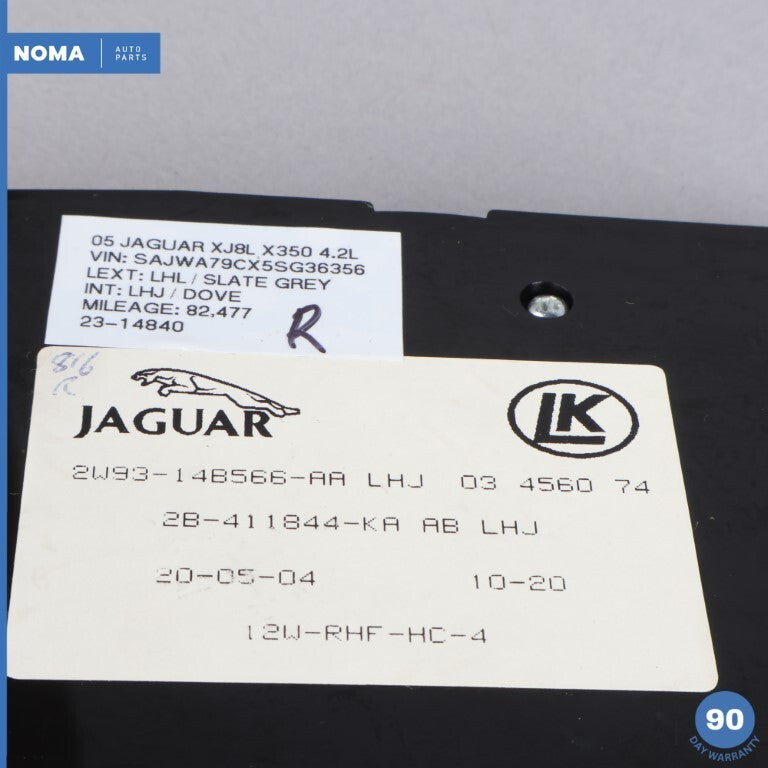 NOMA AUTO PARTS
05 JAGUAR XJ8L X350 4.2L
VIN: SAJWA79CX5SG36356
LEXT: LHL / SLATE GREY
INT: LHJ / DOVE
MILEAGE: 82,477
23-14840
R
816
R
JAGUAR
LK
2W93-14B566-AA LHJ 03 4560 74
2B-411844-KA AB LHJ
20-05-04 10-20
12W-RHF-HC-4
90
DAY WARRANTY